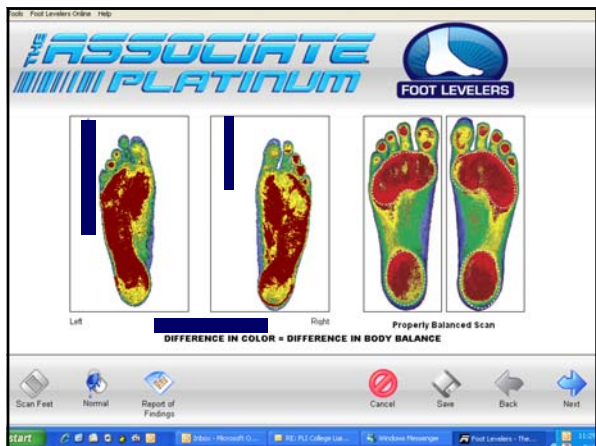 Tools Foot Levelers Online Help
THE ASSOCIATE
PLATINUM
FOOT LEVELERS
Left
Right
Properly Balanced Scan
DIFFERENCE IN COLOR = DIFFERENCE IN BODY BALANCE
Scan Feet
Normal
Report of
Findings
Cancel
Save
Back
Next
start
Inbox - Microsoft O...
RE: PLI College Lia...
Windows Messenger
Foot Levelers - The...